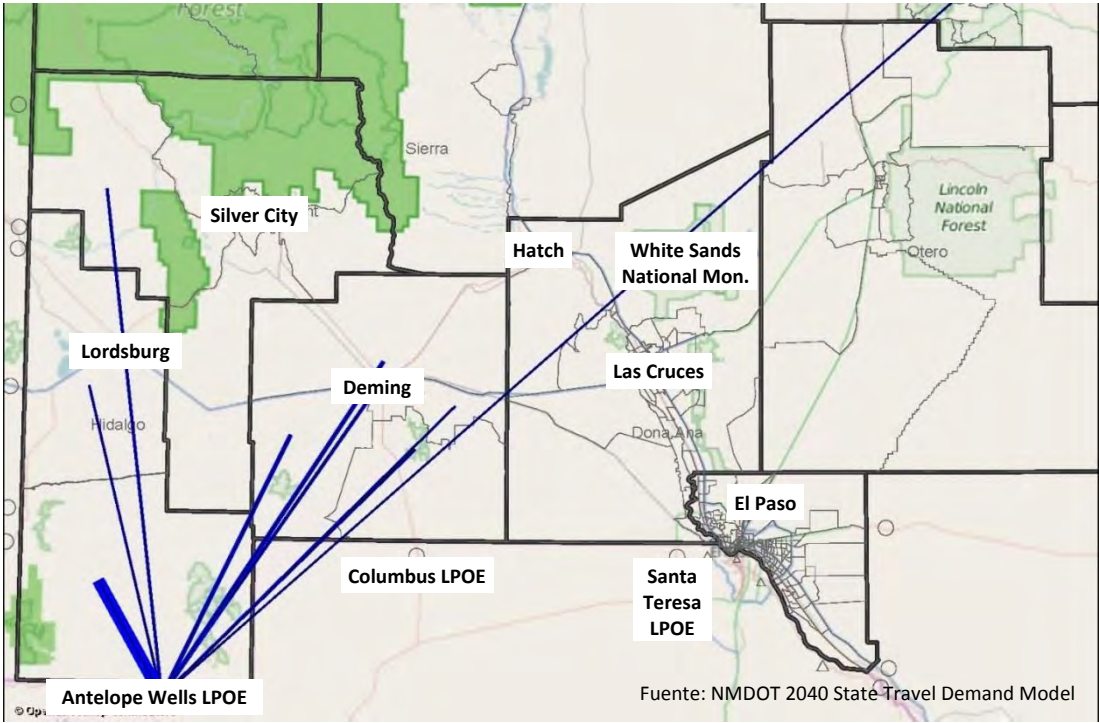 Forest
Sierra
Silver City
Lincoln
National
Forest
Hatch
White Sands
National Mon.
Otero
Lordsburg
Deming
Las Cruces
Hidalgo
Dona Ana
El Paso
Columbus LPOE
Santa
Teresa
LPOE
Antelope Wells LPOE
Fuente: NMDOT 2040 State Travel Demand Model